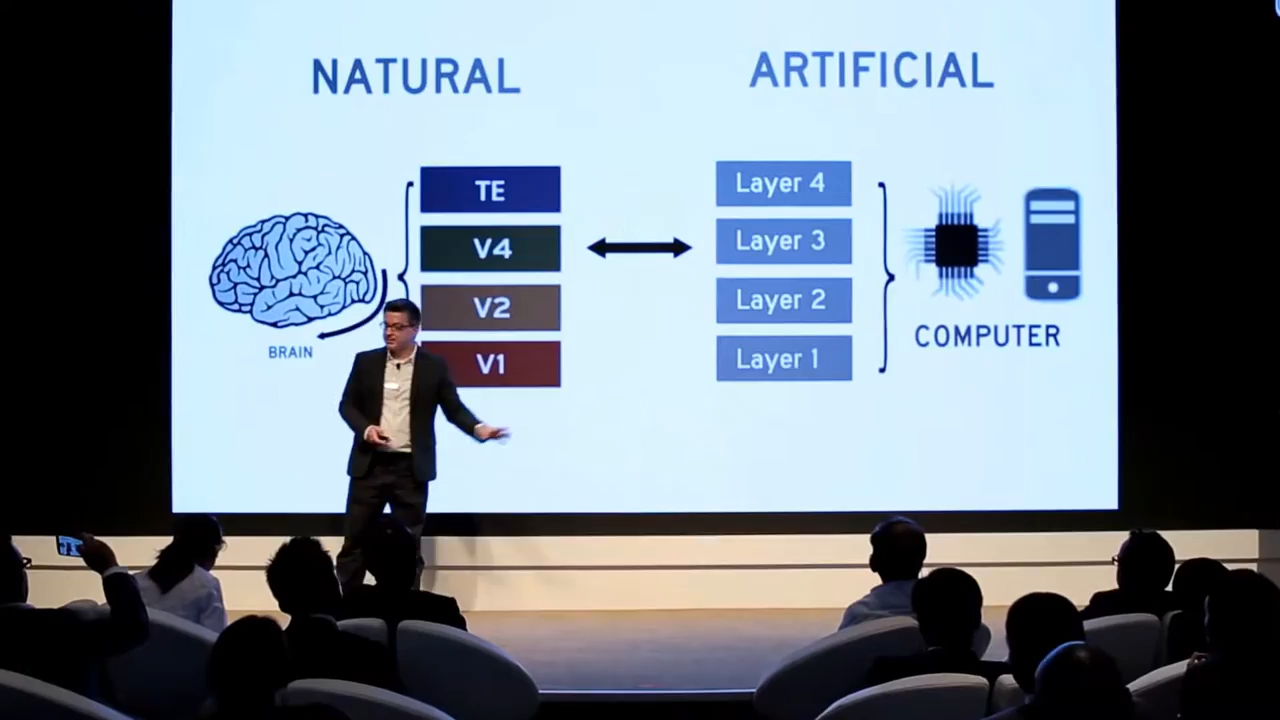 NATURAL
ARTIFICIAL
TE
V4
V2
V1
BRAIN
Layer 4
Layer 3
Layer 2
Layer 1
COMPUTER